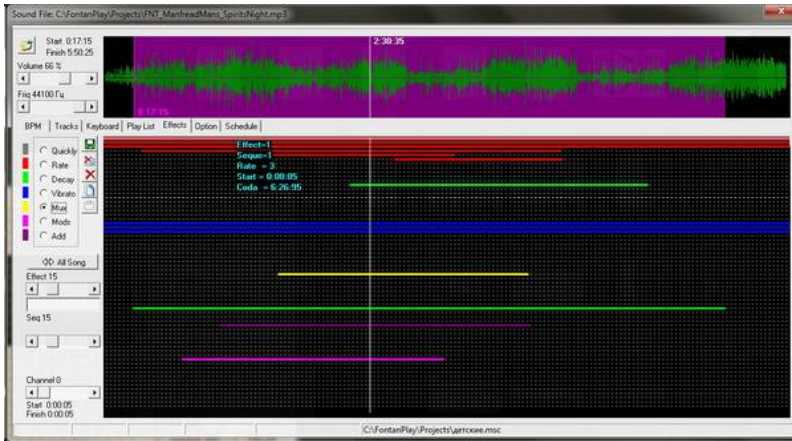 Sound File: C:\FontanPlay\Projects\FNT_ManfreadMans_SpiritsNight.mp3
Start 0:17:15
Finish 5:50:25
Volume 66 %
Friq 44100 Гц
2:30:35
0:17:15
BPM Tracks Keyboard Play List Effects Option Schedule
Quickly
Rate
Decay
Vibrato
Mux
Mods
Add
Effect=1
Seque=1
Rate = 3
Start = 0:00:05
Coda = 6:26:95
All Song
Effect 15
Seq 15
Channel 0
Start 0:00:05
Finish 0:00:05
C:\FontanPlay\Projects\детские.msc